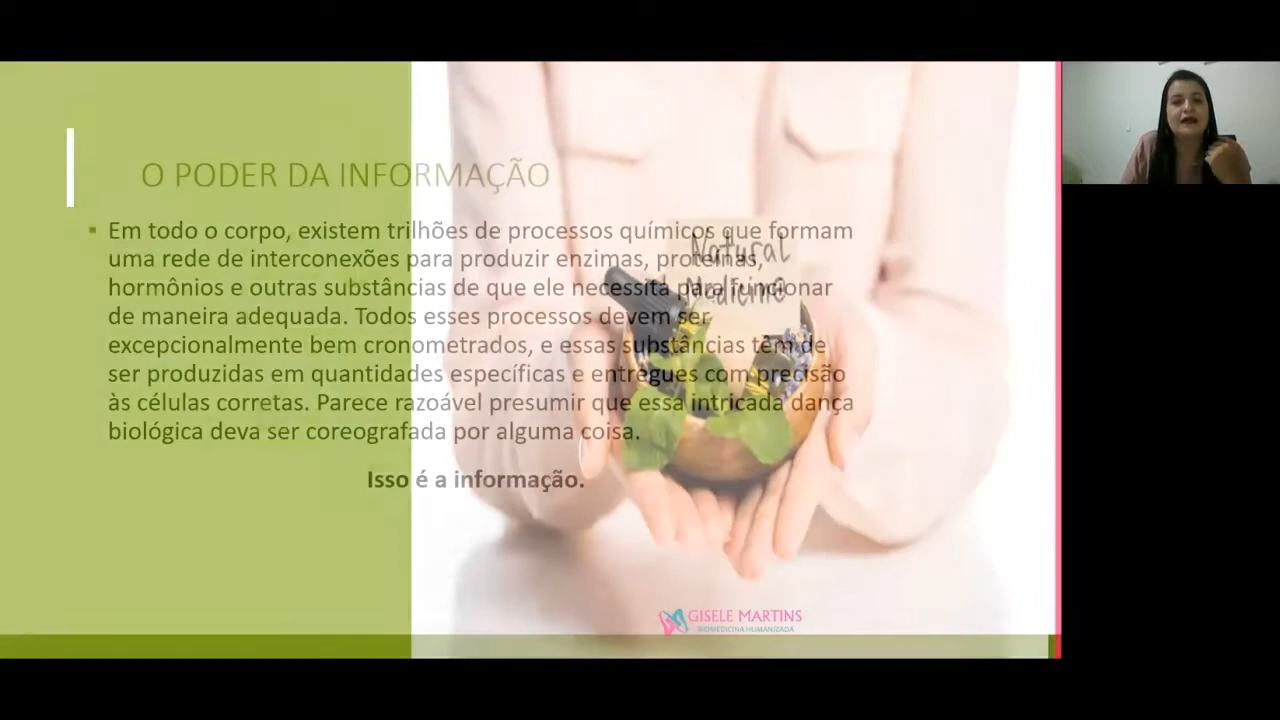 O PODER DA INFORMAÇÃO
Em todo o corpo, existem trilhões de processos químicos que formam
uma rede de interconexões para produzir enzimas, proteínas,
hormônios e outras substâncias de que ele necessita para funcionar
de maneira adequada. Todos esses processos devem ser
excepcionalmente bem cronometrados, e essas substâncias têm de
ser produzidas em quantidades específicas e entregues com precisão
às células corretas. Parece razoável presumir que essa intricada dança
biológica deva ser coreografada por alguma coisa.
Isso é a informação.
Natural
Medicine
GISELE MARTINS
BIOMEDICINA HUMANIZADA